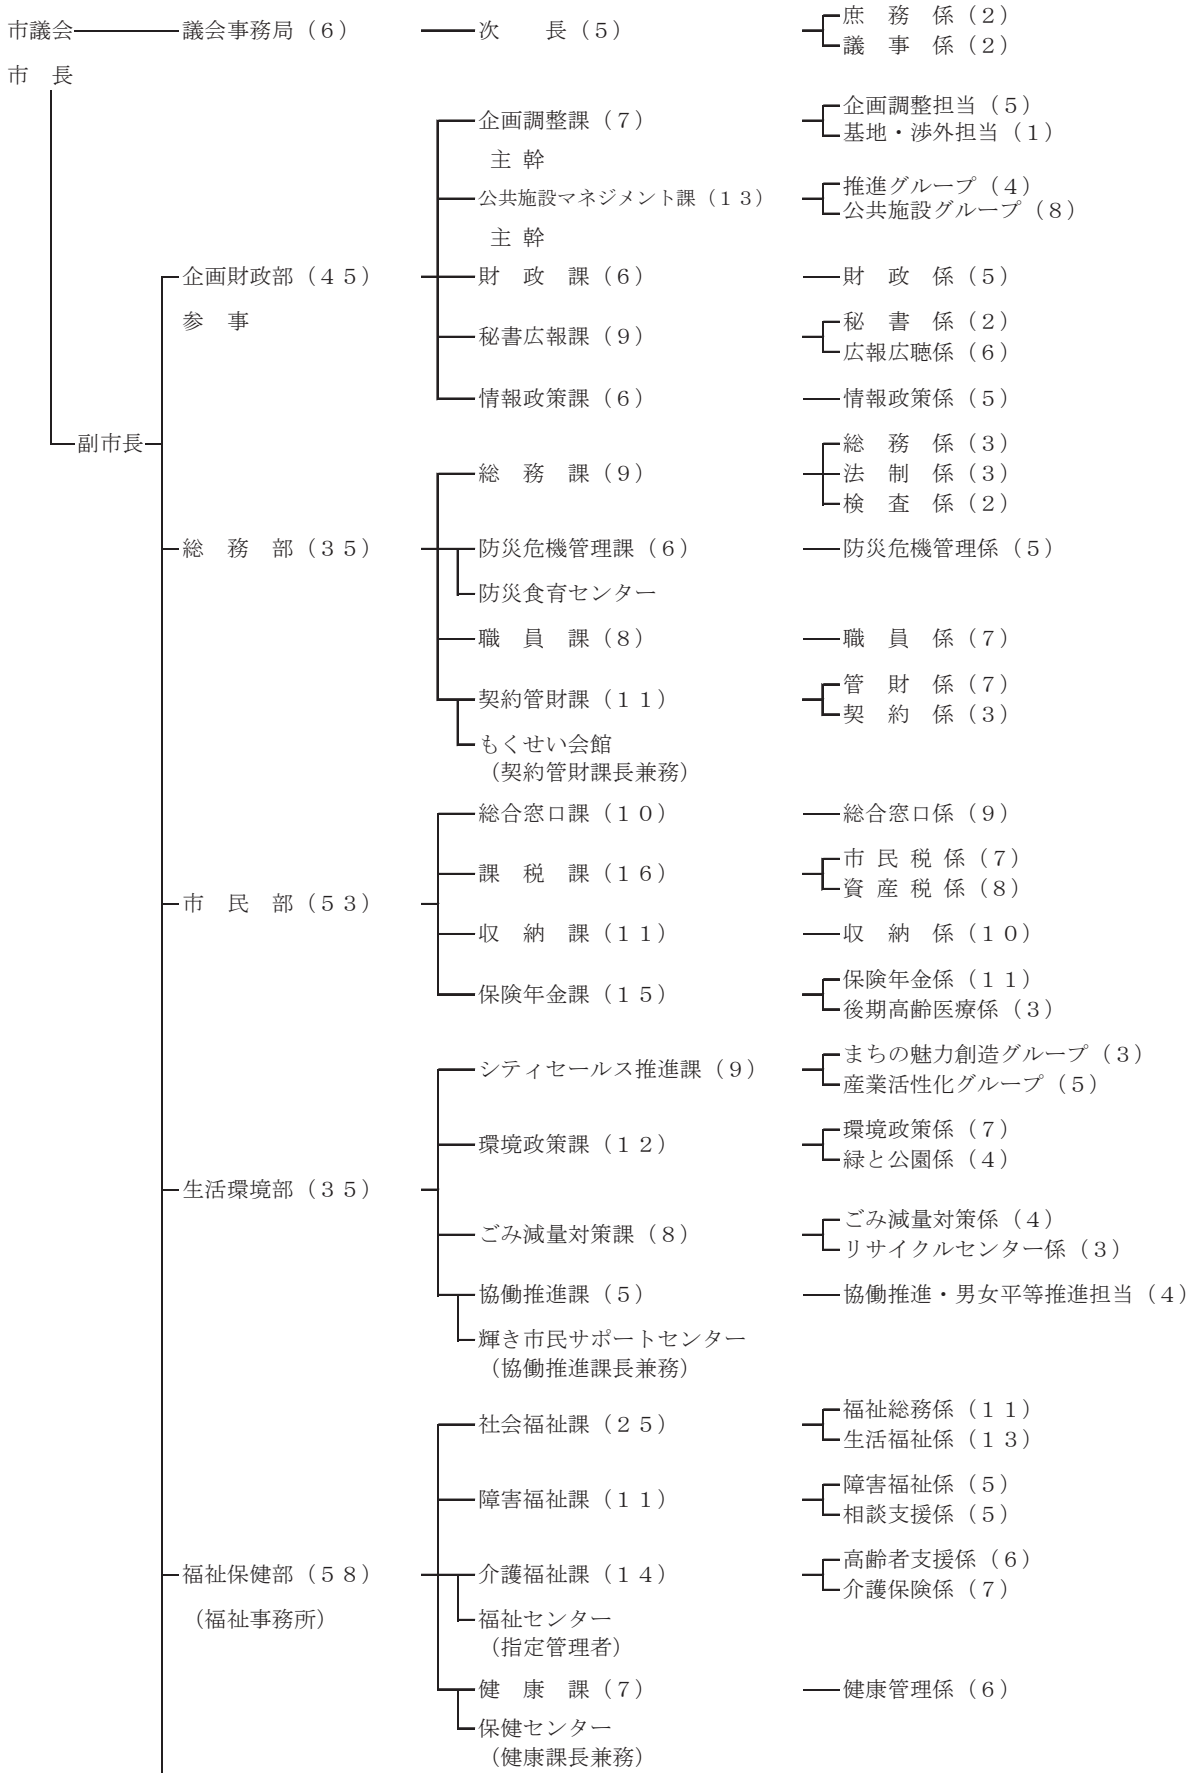 市議会 議会事務局（６） 次　　長（５） 庶　務　係（２）
議　事　係（２）
市　長
企画調整課（７） 企画調整担当（５）
基地・渉外担当（１）
主 幹
公共施設マネジメント課（１３） 推進グループ（４）
公共施設グループ（８）
主 幹
企画財政部（４５） 財　政　課（６） 財　政　係（５）
参　事
秘書広報課（９） 秘　書　係（２）
広報広聴係（６）
情報政策課（６） 情報政策係（５）
副市長
総　務　課（９） 総　務　係（３）
法　制　係（３）
検　査　係（２）
総　務　部（３５） 防災危機管理課（６） 防災危機管理係（５）
防災食育センター
職　員　課（８） 職　員　係（７）
契約管財課（１１） 管　財　係（７）
契　約　係（３）
もくせい会館
（契約管財課長兼務）
総合窓口課（１０） 総合窓口係（９）
課　税　課（１６） 市 民 税 係（７）
資 産 税 係（８）
市　民　部（５３）
収　納　課（１１） 収　納　係（１０）
保険年金課（１５） 保険年金係（１１）
後期高齢医療係（３）
シティセールス推進課（９） まちの魅力創造グループ（３）
産業活性化グループ（５）
環境政策課（１２） 環境政策係（７）
緑と公園係（４）
生活環境部（３５）
ごみ減量対策課（８） ごみ減量対策係（４）
リサイクルセンター係（３）
協働推進課（５） 協働推進・男女平等推進担当（４）
輝き市民サポートセンター
（協働推進課長兼務）
社会福祉課（２５） 福祉総務係（１１）
生活福祉係（１３）
障害福祉課（１１） 障害福祉係（５）
相談支援係（５）
福祉保健部（５８） 介護福祉課（１４） 高齢者支援係（６）
介護保険係（７）
（福祉事務所） 福祉センター
（指定管理者）
健　康　課（７） 健康管理係（６）
保健センター
（健康課長兼務）